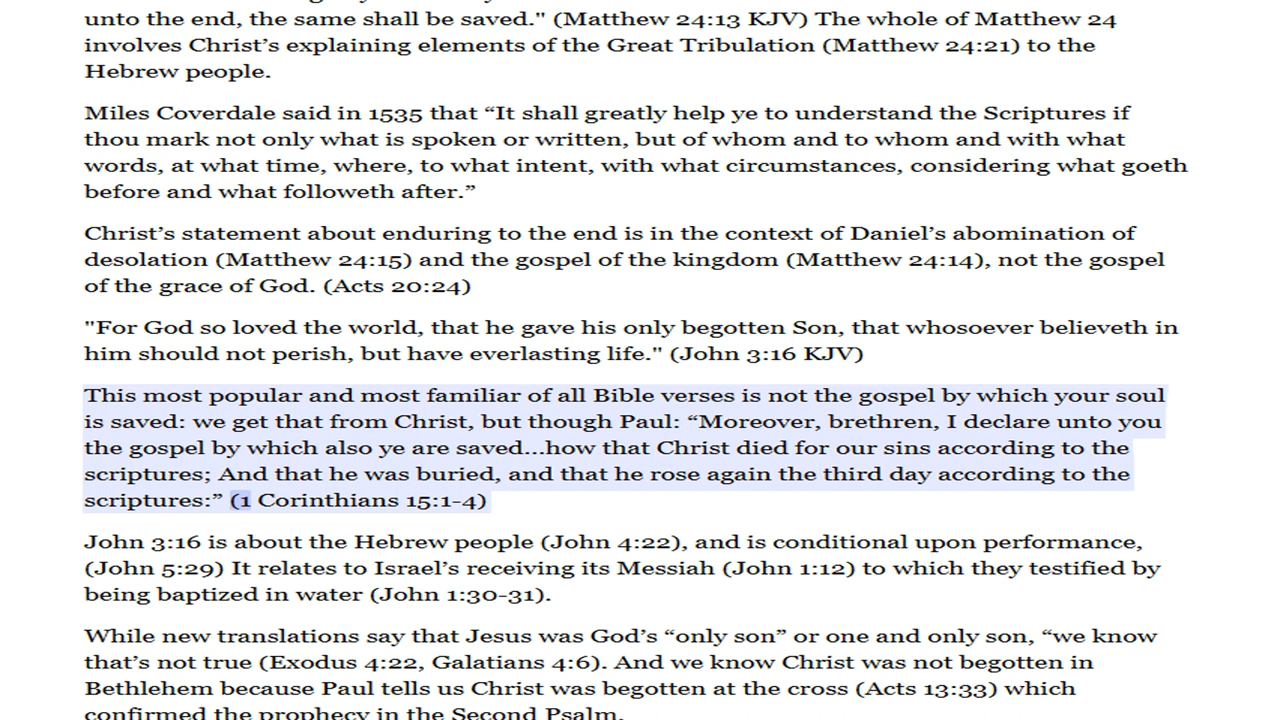 unto the end, the same shall be saved." (Matthew 24:13 KJV) The whole of Matthew 24
involves Christ’s explaining elements of the Great Tribulation (Matthew 24:21) to the
Hebrew people.
Miles Coverdale said in 1535 that “It shall greatly help ye to understand the Scriptures if
thou mark not only what is spoken or written, but of whom and to whom and with what
words, at what time, where, to what intent, with what circumstances, considering what goeth
before and what followeth after.”
Christ’s statement about enduring to the end is in the context of Daniel’s abomination of
desolation (Matthew 24:15) and the gospel of the kingdom (Matthew 24:14), not the gospel
of the grace of God. (Acts 20:24)
"For God so loved the world, that he gave his only begotten Son, that whosoever believeth in
him should not perish, but have everlasting life." (John 3:16 KJV)
This most popular and most familiar of all Bible verses is not the gospel by which your soul
is saved: we get that from Christ, but though Paul: “Moreover, brethren, I declare unto you
the gospel by which also ye are saved…how that Christ died for our sins according to the
scriptures; And that he was buried, and that he rose again the third day according to the
scriptures:” (1 Corinthians 15:1-4)
John 3:16 is about the Hebrew people (John 4:22), and is conditional upon performance,
(John 5:29) It relates to Israel’s receiving its Messiah (John 1:12) to which they testified by
being baptized in water (John 1:30-31).
While new translations say that Jesus was God’s “only son” or one and only son, “we know
that’s not true (Exodus 4:22, Galatians 4:6). And we know Christ was not begotten in
Bethlehem because Paul tells us Christ was begotten at the cross (Acts 13:33) which
confirmed the prophecy in the Second Psalm.